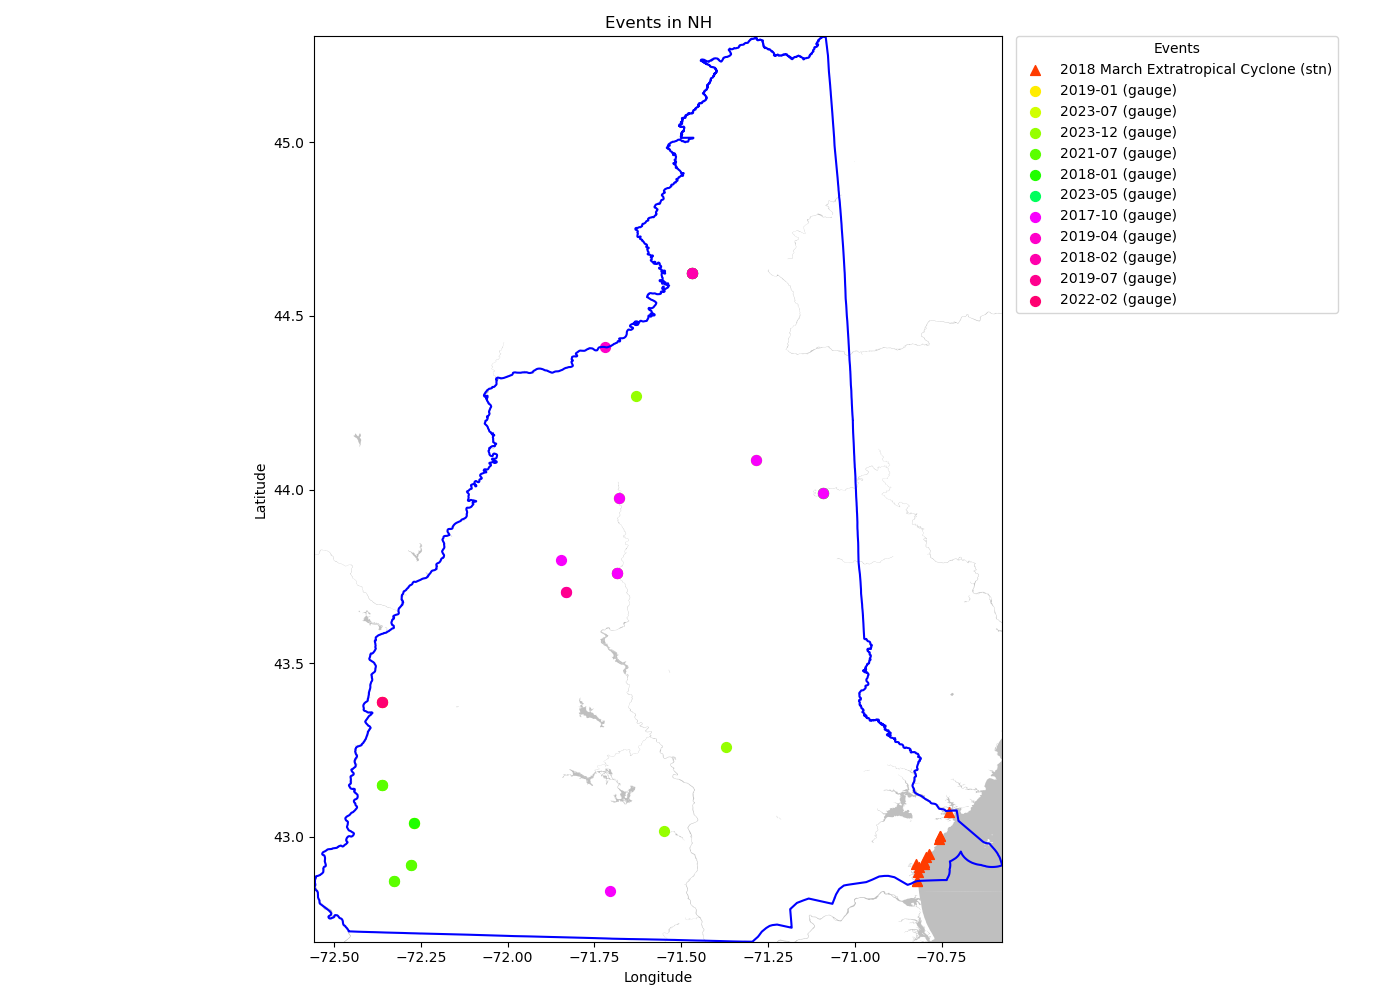 Events in NH
Events
2018 March Extratropical Cyclone (stn)
2019-01 (gauge)
2023-07 (gauge)
2023-12 (gauge)
2021-07 (gauge)
2018-01 (gauge)
2023-05 (gauge)
2017-10 (gauge)
2019-04 (gauge)
2018-02 (gauge)
2019-07 (gauge)
2022-02 (gauge)
45.0
44.5
44.0
43.5
43.0
Latitude
−72.50 −72.25 −72.00 −71.75 −71.50 −71.25 −71.00 −70.75
Longitude